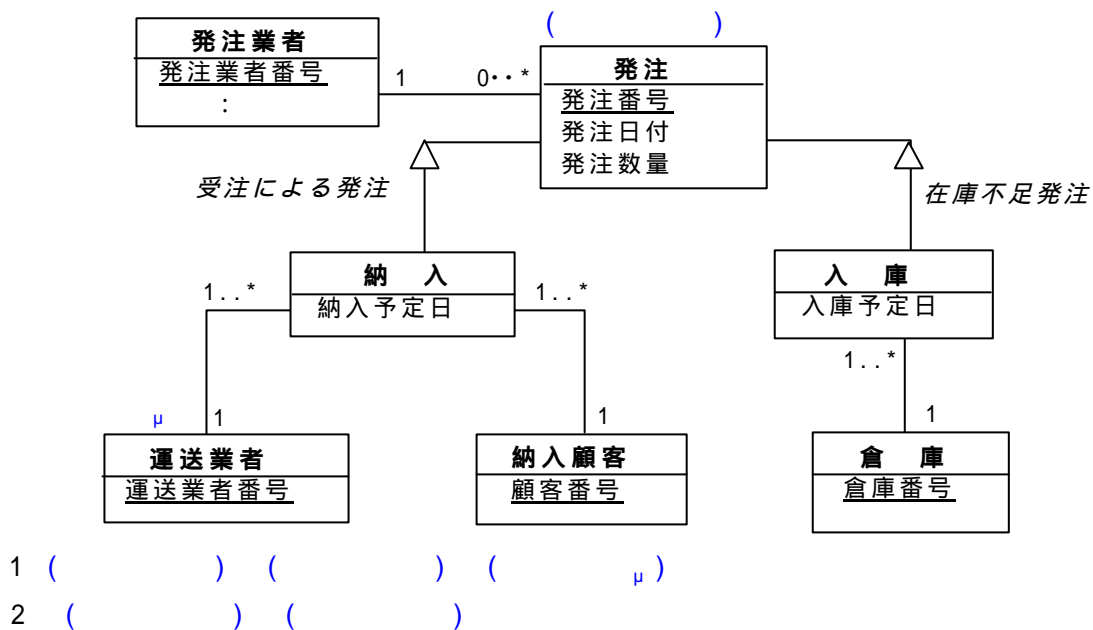 ( )
発注業者
発注業者番号
:
1 0・・*
発注
発注番号
発注日付
発注数量
受注による発注
在庫不足発注
納 入
納入予定日
1..*
1..*
入 庫
入庫予定日
1..*
μ
1
運送業者
運送業者番号
1
納入顧客
顧客番号
1
倉 庫
倉庫番号
1 ( ) ( ) ( μ )
2 ( ) ( )